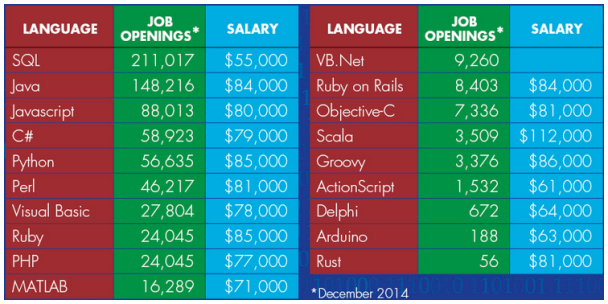 LANGUAGE JOB OPENINGS* SALARY
SQL 211,017 $55,000
Java 148,216 $84,000
Javascript 88,013 $80,000
C# 58,923 $79,000
Python 56,635 $85,000
Perl 46,217 $81,000
Visual Basic 27,804 $78,000
Ruby 24,045 $85,000
PHP 24,045 $77,000
MATLAB 16,289 $71,000
LANGUAGE JOB OPENINGS* SALARY
VB.Net 9,260
Ruby on Rails 8,403 $84,000
Objective-C 7,336 $81,000
Scala 3,509 $112,000
Groovy 3,376 $86,000
ActionScript 1,532 $61,000
Delphi 672 $64,000
Arduino 188 $63,000
Rust 56 $81,000
*December 2014